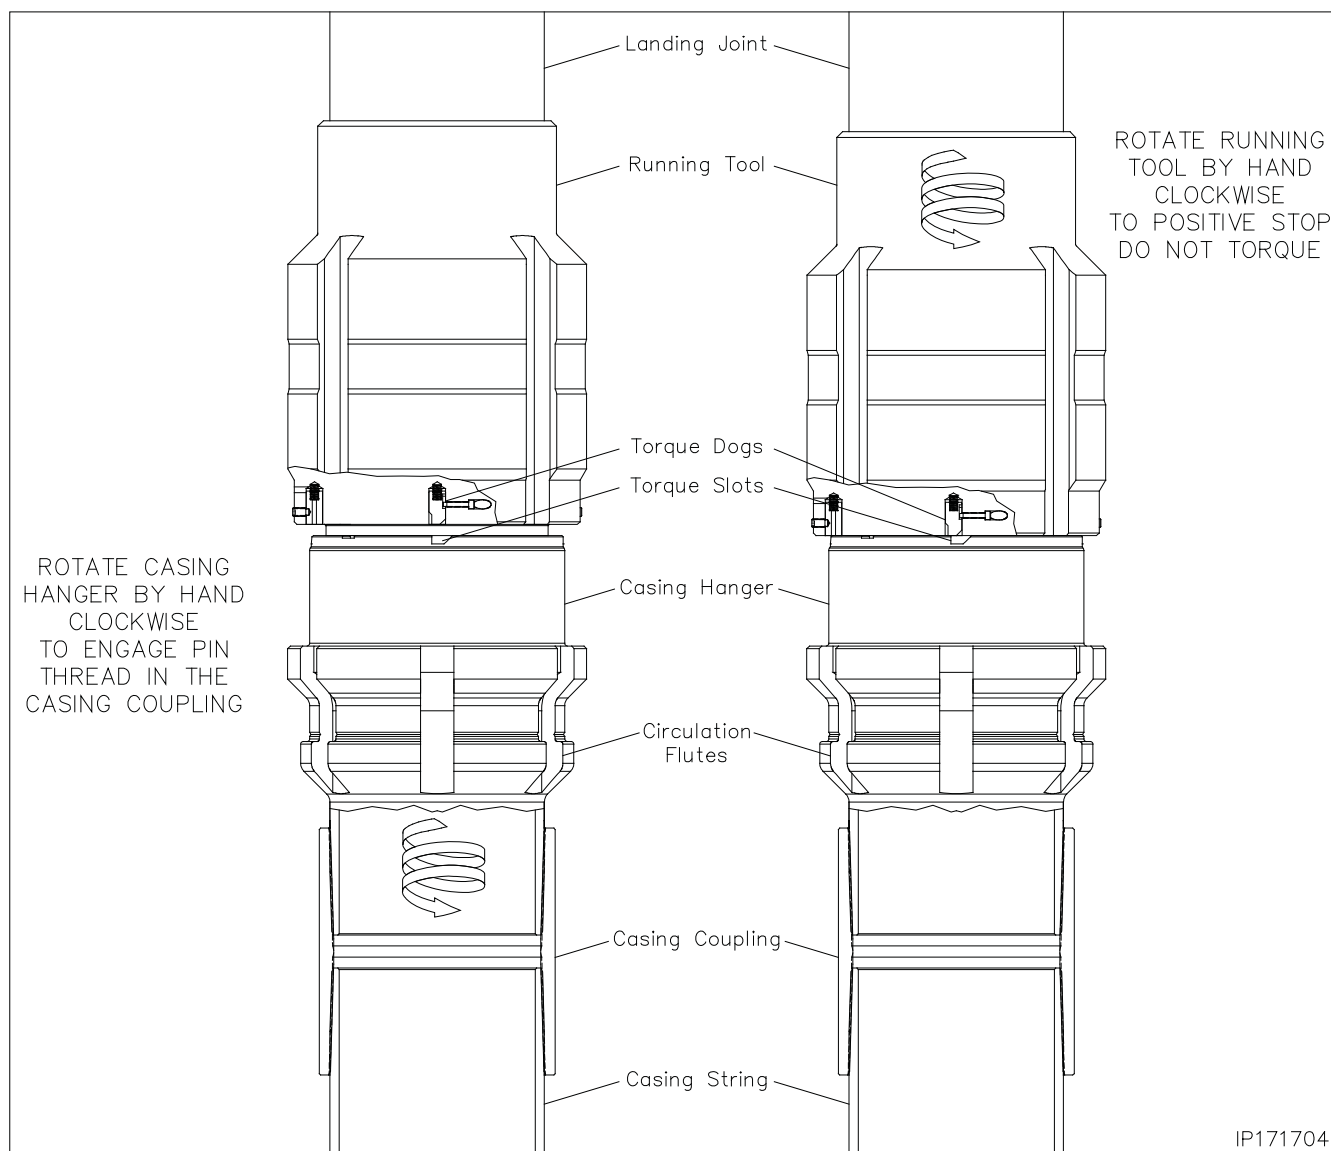 Landing Joint
ROTATE RUNNING
TOOL BY HAND
CLOCKWISE
TO POSITIVE STOP
DO NOT TORQUE
Running Tool
Torque Dogs
Torque Slots
ROTATE CASING
HANGER BY HAND
CLOCKWISE
TO ENGAGE PIN
THREAD IN THE
CASING COUPLING
Casing Hanger
Circulation
Flutes
Casing Coupling
Casing String
IP171704